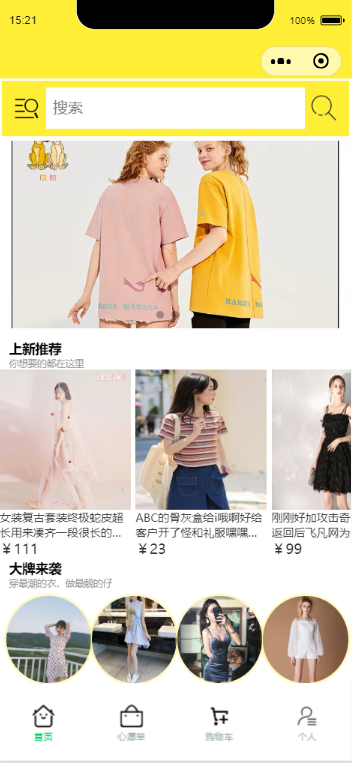 15:21
100%
搜索
HARHA BHABARA
上新推荐
你想要的都在这里
女装复古套装终极蛇皮超
长用来凑齐一段很长的...
￥111
ABC的骨灰盒给i哦啊好给
客户开了怪和礼服嘿嘿...
￥23
刚刚好加攻击奇
返回后飞凡网为
￥99
大牌来袭
穿最潮的衣，做最靓的仔
首页
心愿单
购物车
个人